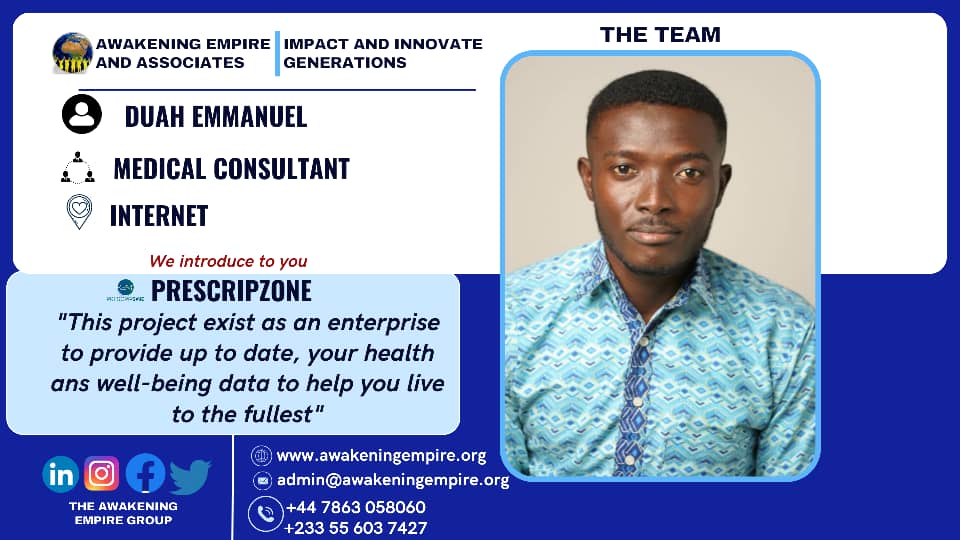 AWAKENING EMPIRE
AND ASSOCIATES
IMPACT AND INNOVATE
GENERATIONS
THE TEAM
DUAH EMMANUEL
MEDICAL CONSULTANT
INTERNET
We introduce to you
PRESCRIPZONE
"This project exist as an enterprise
to provide up to date, your health
ans well-being data to help you live
to the fullest"
in
THE AWAKENING
EMPIRE GROUP
www.awakeningempire.org
admin@awakeningempire.org
+44 7863 058060
+233 55 603 7427